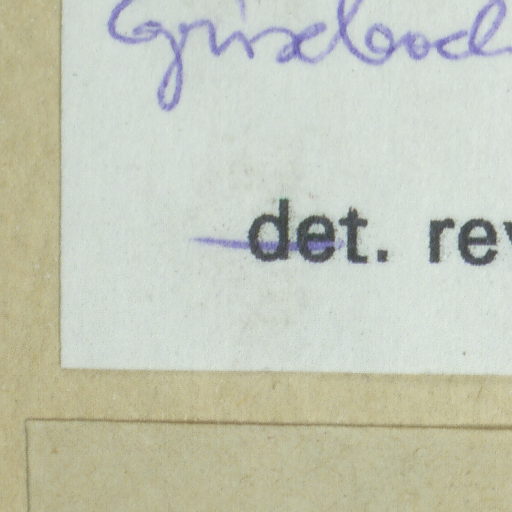 Grisebach
det. rev